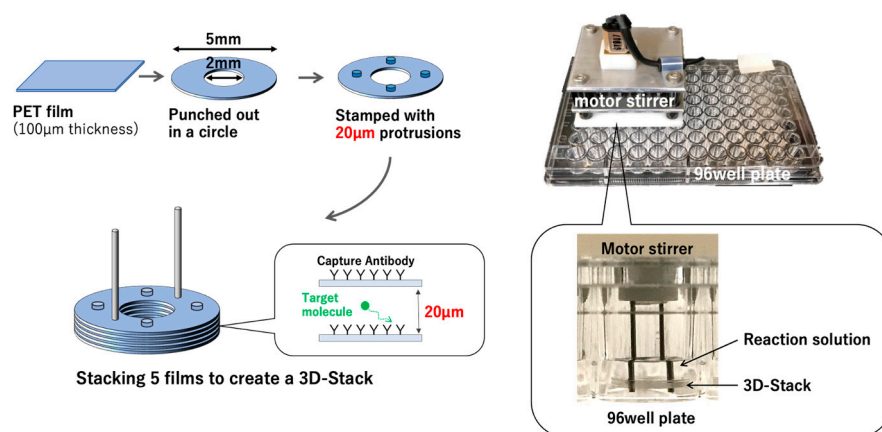 5mm
2mm
PET film
(100μm thickness)
Punched out
in a circle
Stamped with
20μm protrusions
Capture Antibody
Target
molecule
20μm
Stacking 5 films to create a 3D-Stack
motor stirrer
96well plate
Motor stirrer
Reaction solution
3D-Stack
96well plate